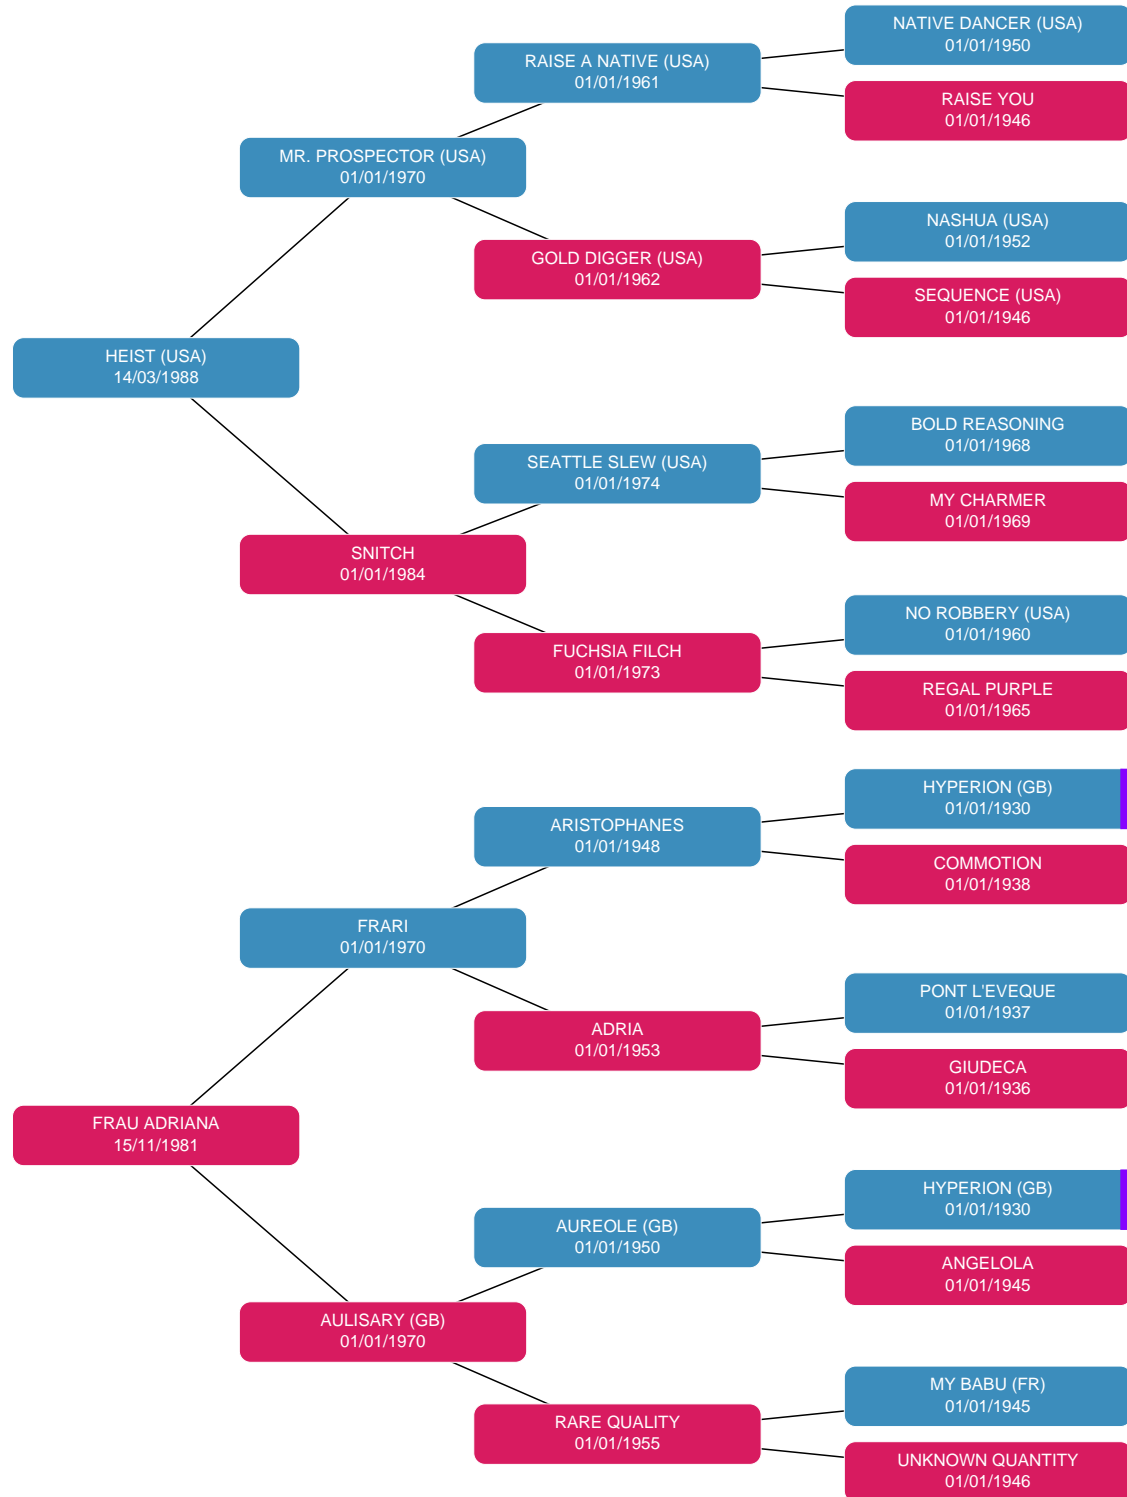 NATIVE DANCER (USA)
01/01/1950
RAISE A NATIVE (USA)
01/01/1961
RAISE YOU
01/01/1946
MR. PROSPECTOR (USA)
01/01/1970
NASHUA (USA)
01/01/1952
GOLD DIGGER (USA)
01/01/1962
SEQUENCE (USA)
01/01/1946
HEIST (USA)
14/03/1988
BOLD REASONING
01/01/1968
SEATTLE SLEW (USA)
01/01/1974
MY CHARMER
01/01/1969
SNITCH
01/01/1984
NO ROBBERY (USA)
01/01/1960
FUCHSIA FILCH
01/01/1973
REGAL PURPLE
01/01/1965
HYPERION (GB)
01/01/1930
ARISTOPHANES
01/01/1948
COMMOTION
01/01/1938
FRARI
01/01/1970
PONT L'EVEQUE
01/01/1937
ADRIA
01/01/1953
GIUDECA
01/01/1936
FRAU ADRIANA
15/11/1981
HYPERION (GB)
01/01/1930
AUREOLE (GB)
01/01/1950
ANGELOLA
01/01/1945
AULISARY (GB)
01/01/1970
MY BABU (FR)
01/01/1945
RARE QUALITY
01/01/1955
UNKNOWN QUANTITY
01/01/1946